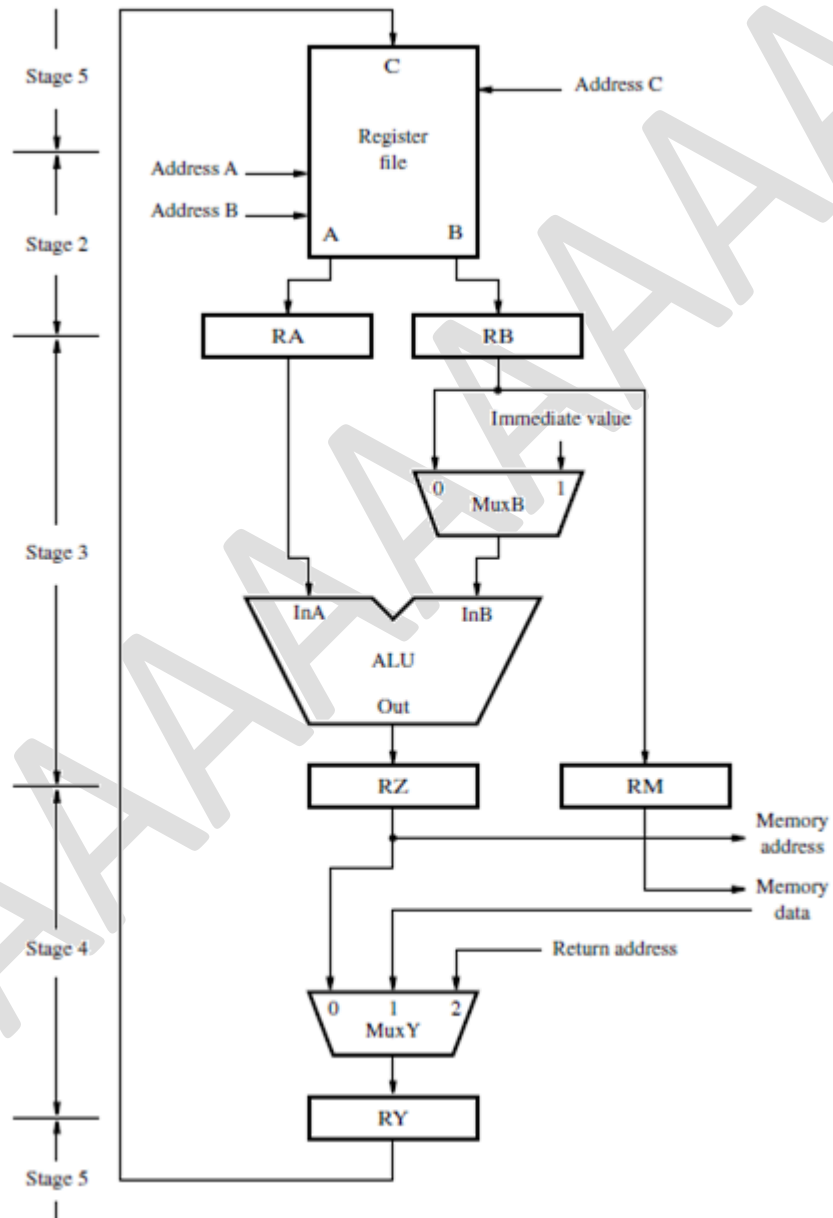 Stage 5
C
Address C
Register
file
Address A
Address B
Stage 2
A
B
RA
RB
Immediate value
0
1
MuxB
Stage 3
InA
InB
ALU
Out
RZ
RM
Memory
address
Memory
data
Stage 4
Return address
0
1
2
MuxY
RY
Stage 5
AAAAAAAA